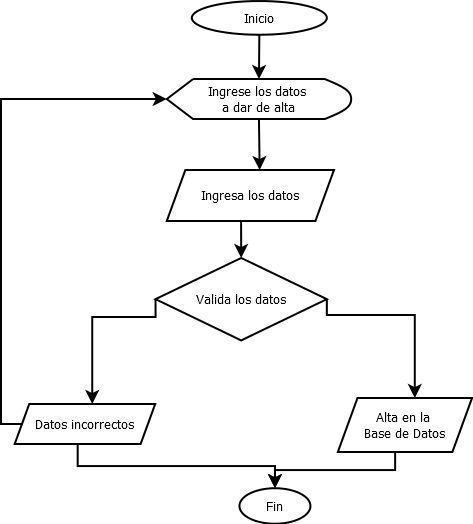 Inicio
Ingrese los datos
a dar de alta
Ingresa los datos
Valida los datos
Datos incorrectos
Alta en la
Base de Datos
Fin